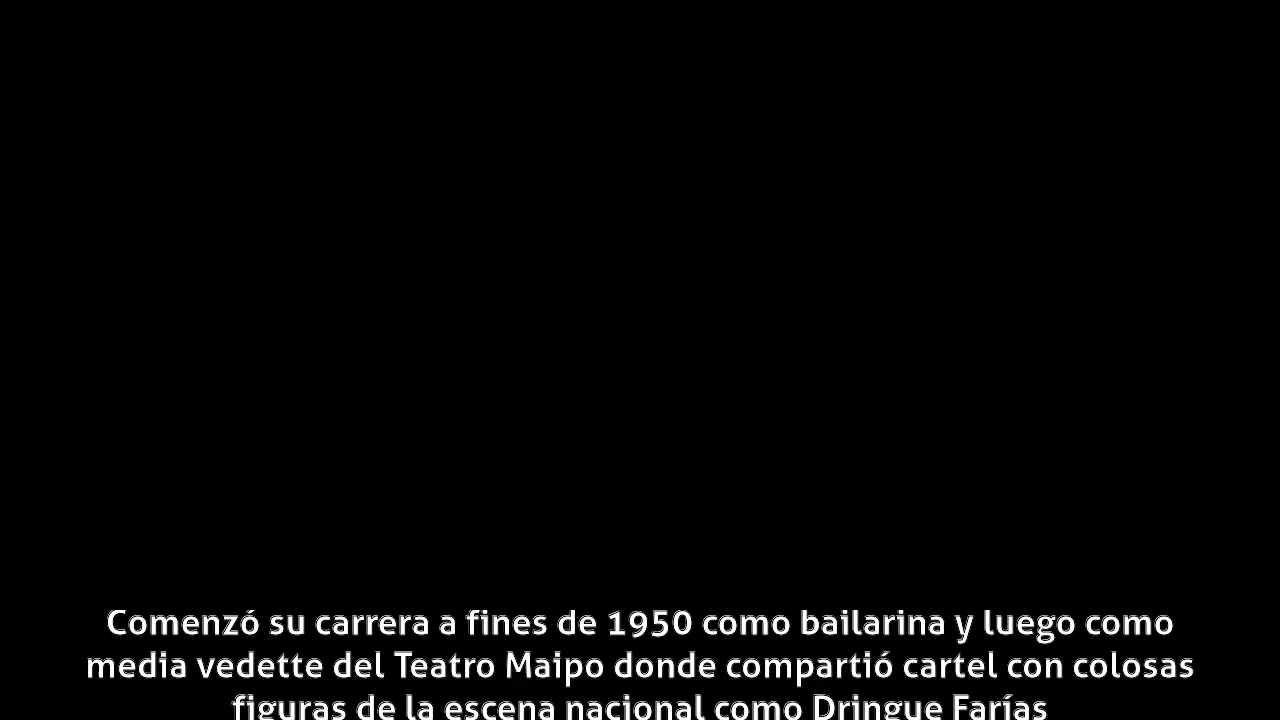 Comenzó su carrera a fines de 1950 como bailarina y luego como
media vedette del Teatro Maipo donde compartió cartel con colosas
figuras de la escena nacional como Dringue Farías